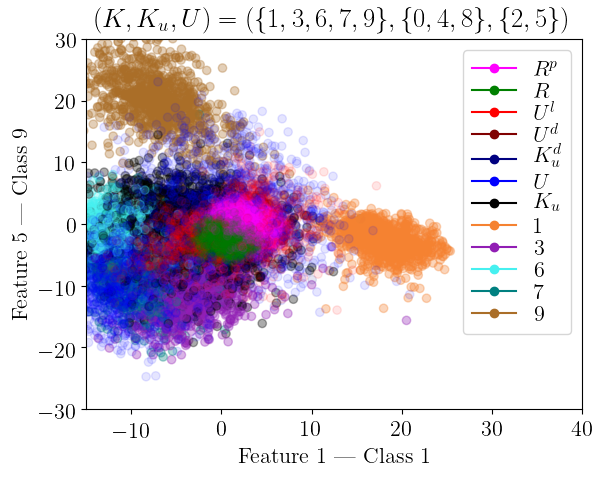 (K, K_u, U) = ({1, 3, 6, 7, 9}, {0, 4, 8}, {2, 5})
30
20
10
0
−10
−20
−30
Feature 5 — Class 9
R^p
R
U^l
U^d
K_u^d
U
K_u
1
3
6
7
9
−10 0 10 20 30 40
Feature 1 — Class 1